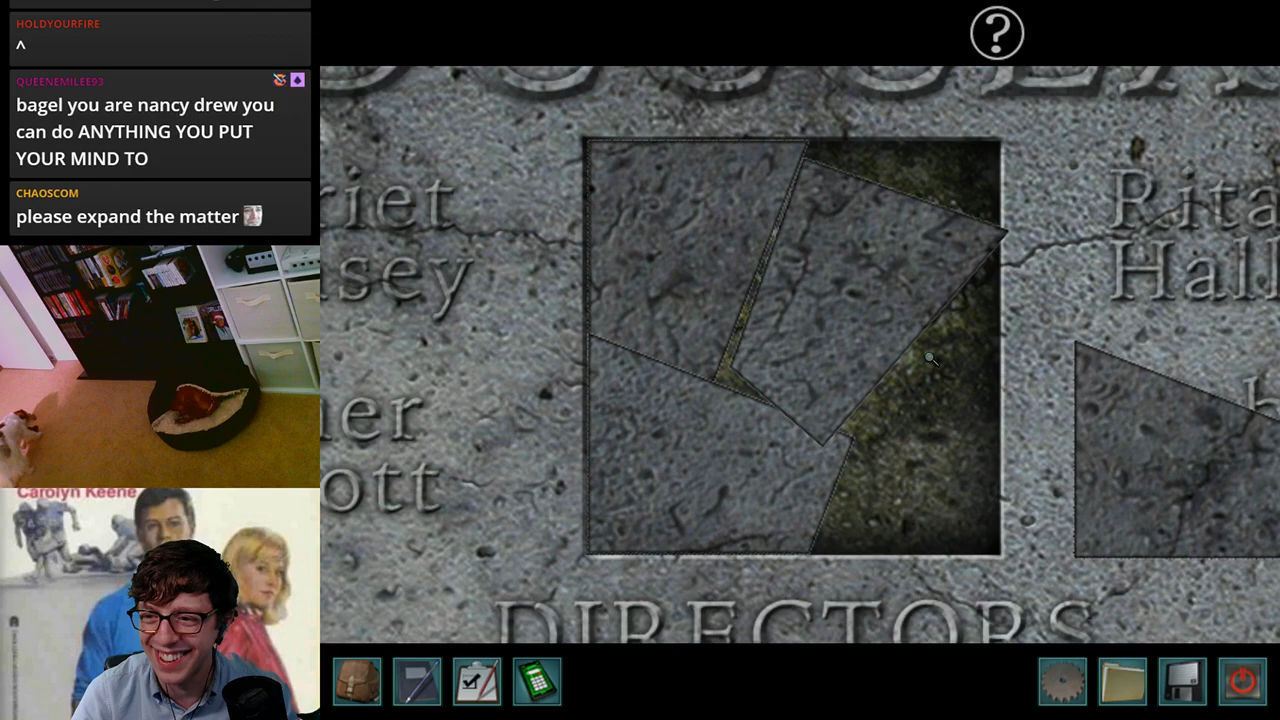 HOLDYOURFIRE
^
QUEENEMILEE93
bagel you are nancy drew you
can do ANYTHING YOU PUT
YOUR MIND TO
CHAOSCOM
please expand the matter
Carolyn Keene
?
riet
sey
Rita
Hall
ner
ott
DIRECTORS